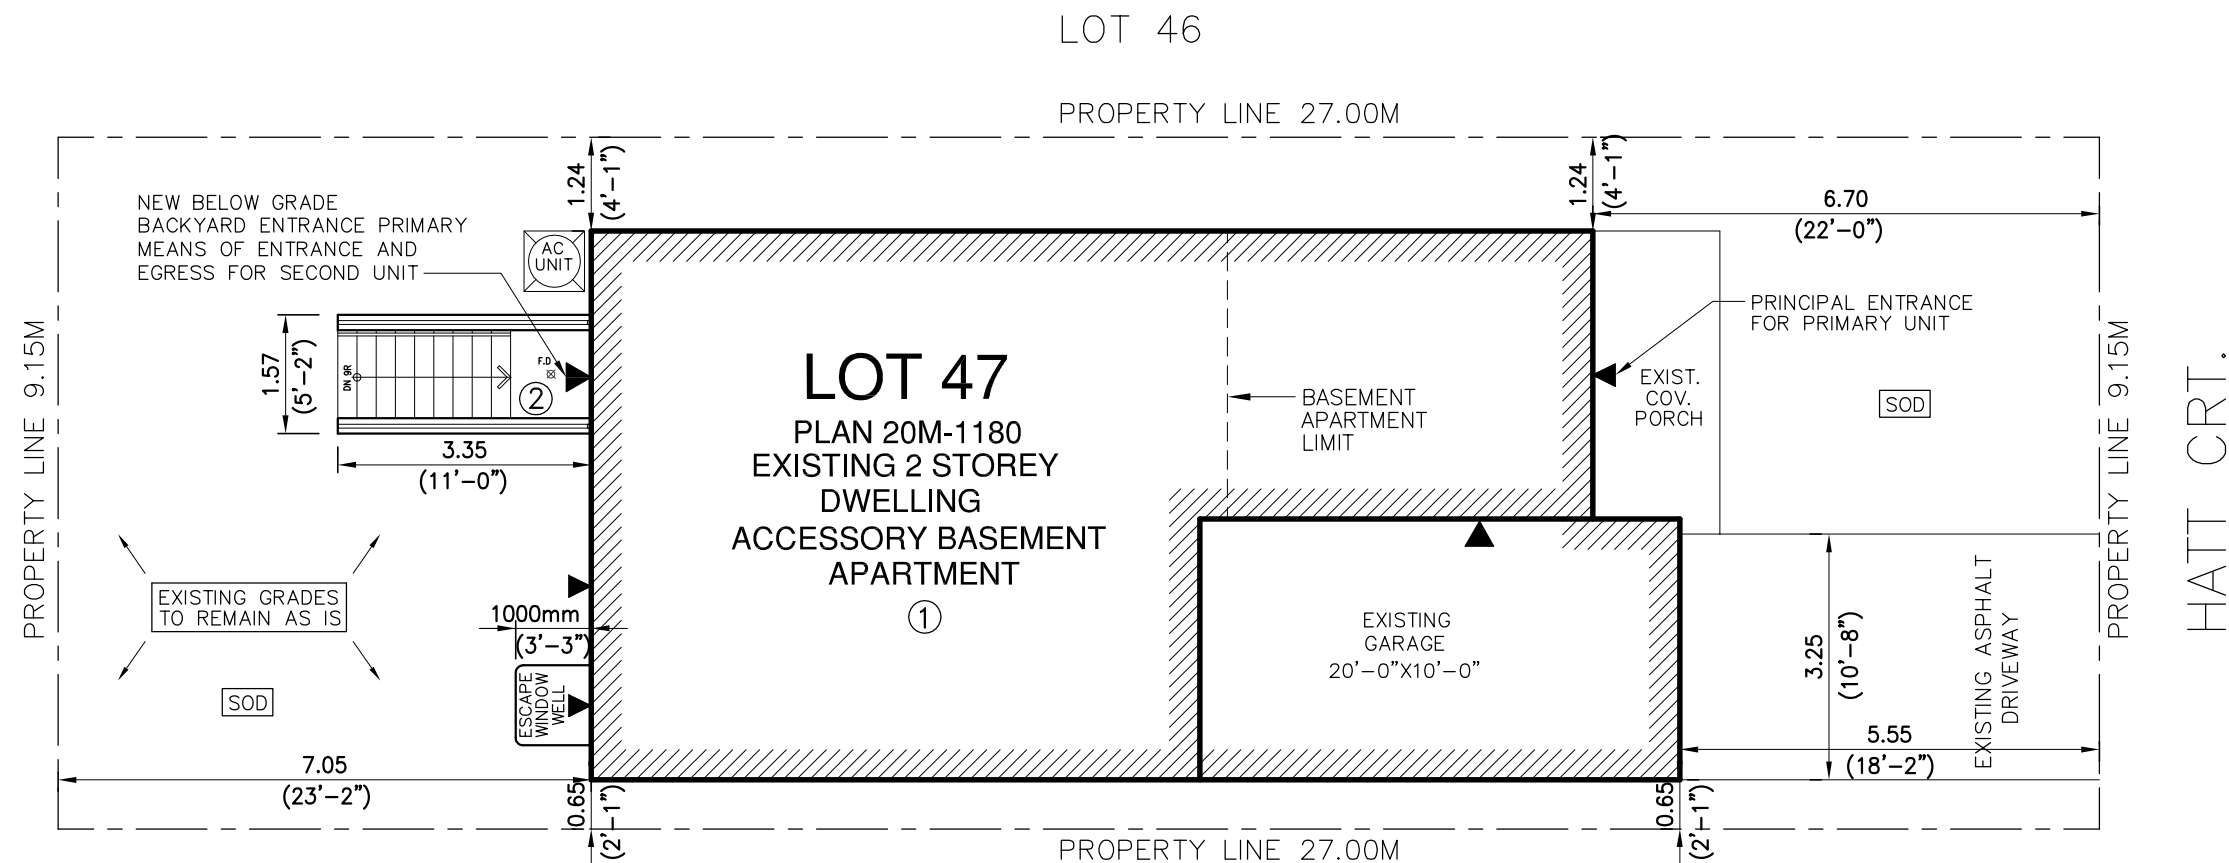 LOT 46
PROPERTY LINE 27.00M
1.24
(4'-1")
1.24
(4'-1")
6.70
(22'-0")
NEW BELOW GRADE
BACKYARD ENTRANCE PRIMARY
MEANS OF ENTRANCE AND
EGRESS FOR SECOND UNIT
AC
UNIT
PRINCIPAL ENTRANCE
FOR PRIMARY UNIT
PROPERTY LINE 9.15M
1.57
(5'-2")
DN 9R
F.D
2
3.35
(11'-0")
LOT 47
PLAN 20M-1180
EXISTING 2 STOREY
DWELLING
ACCESSORY BASEMENT
APARTMENT
1
BASEMENT
APARTMENT
LIMIT
EXIST.
COV.
PORCH
SOD
PROPERTY LINE 9.15M
HATT CRT.
EXISTING GRADES
TO REMAIN AS IS
1000mm
(3'-3")
ESCAPE
WINDOW
WELL
SOD
EXISTING
GARAGE
20'-0"X10'-0"
3.25
(10'-8")
EXISTING ASPHALT
DRIVEWAY
5.55
(18'-2")
7.05
(23'-2")
0.65
(2'-1")
0.65
(2'-1")
PROPERTY LINE 27.00M